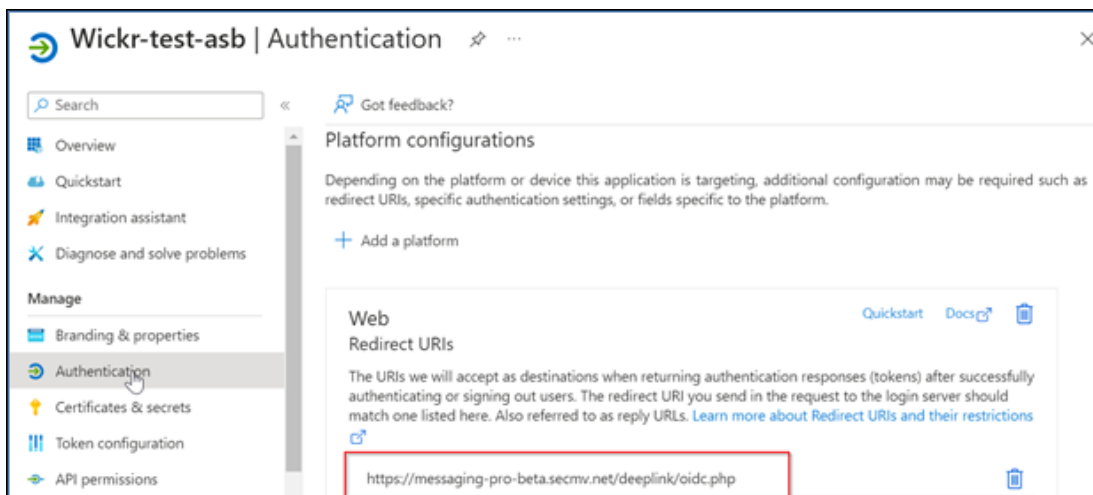 Wickr-test-asb | Authentication
Search
Got feedback?
Overview
Quickstart
Integration assistant
Diagnose and solve problems
Manage
Branding & properties
Authentication
Certificates & secrets
Token configuration
API permissions
Platform configurations
Depending on the platform or device this application is targeting, additional configuration may be required such as
redirect URIs, specific authentication settings, or fields specific to the platform.
Add a platform
Web
Quickstart
Docs
Redirect URIs
The URIs we will accept as destinations when returning authentication responses (tokens) after successfully
authenticating or signing out users. The redirect URI you send in the request to the login server should
match one listed here. Also referred to as reply URLs. Learn more about Redirect URIs and their restrictions
https://messaging-pro-beta.secmv.net/deeplink/oidc.php